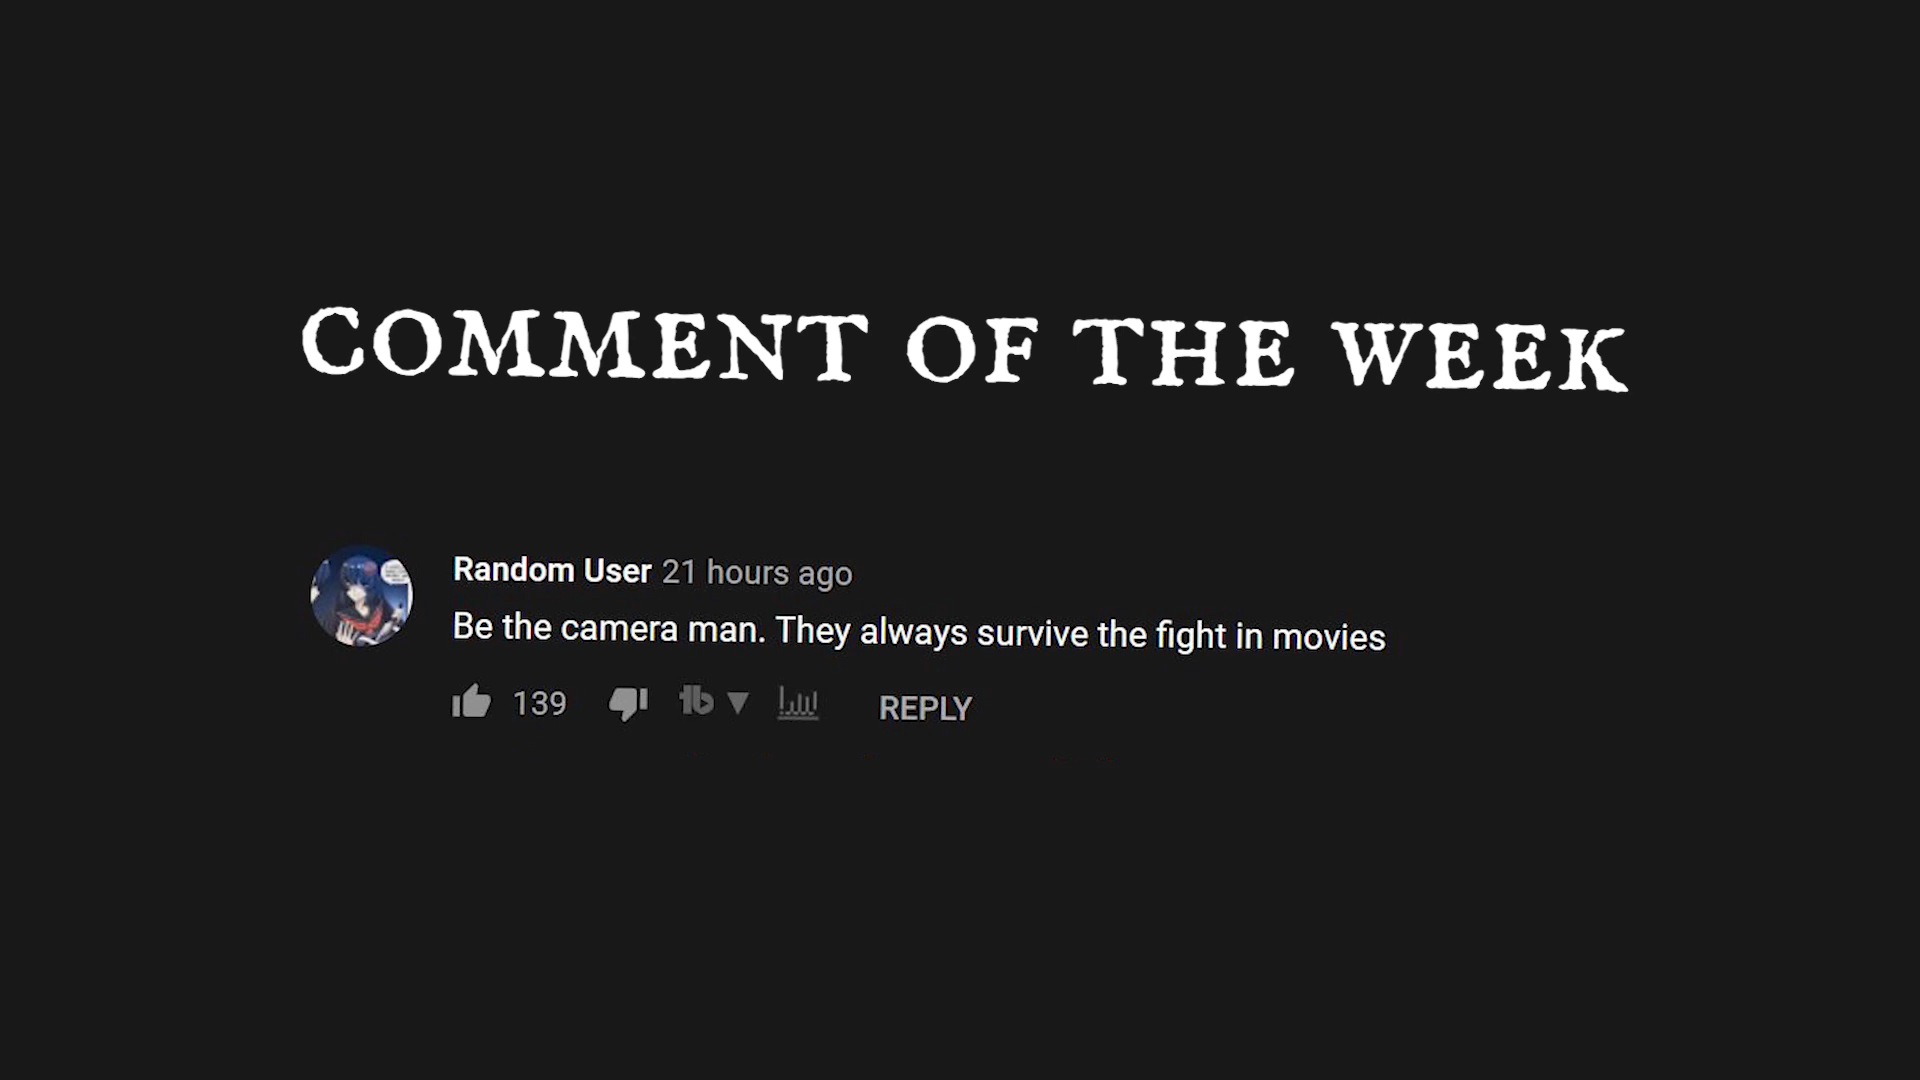 COMMENT OF THE WEEK
Random User 21 hours ago
Be the camera man. They always survive the fight in movies
139 tb REPLY